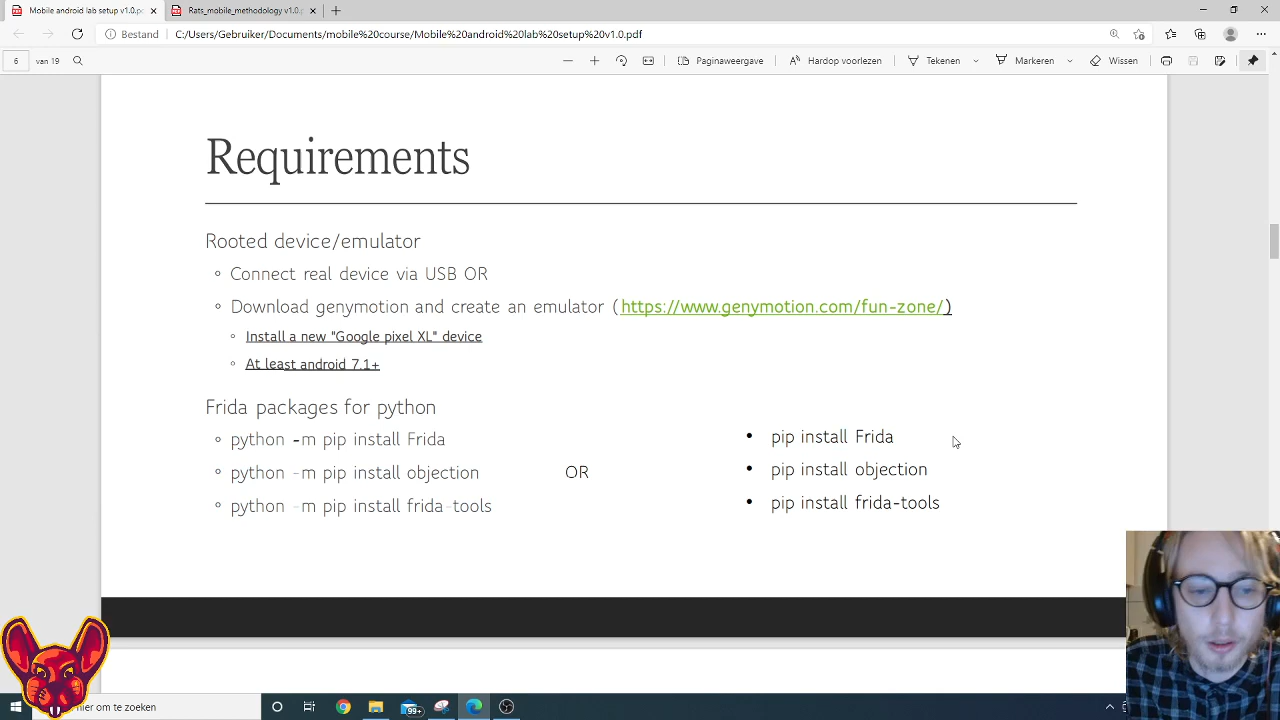 Mobile android lab setup v1.0.pd
Rats_mobile_methodology v1.0.p
Bestand
C:/Users/Gebruiker/Documents/mobile%20course/Mobile%20android%20lab%20setup%20v1.0.pdf
6 van 19
Paginaweergave
Hardop voorlezen
Tekenen
Markeren
Wissen
Requirements
Rooted device/emulator
Connect real device via USB OR
Download genymotion and create an emulator (https://www.genymotion.com/fun-zone/)
Install a new "Google pixel XL" device
At least android 7.1+
Frida packages for python
python -m pip install Frida
python -m pip install objection
python -m pip install frida-tools
OR
pip install Frida
pip install objection
pip install frida-tools
hier om te zoeken
99+